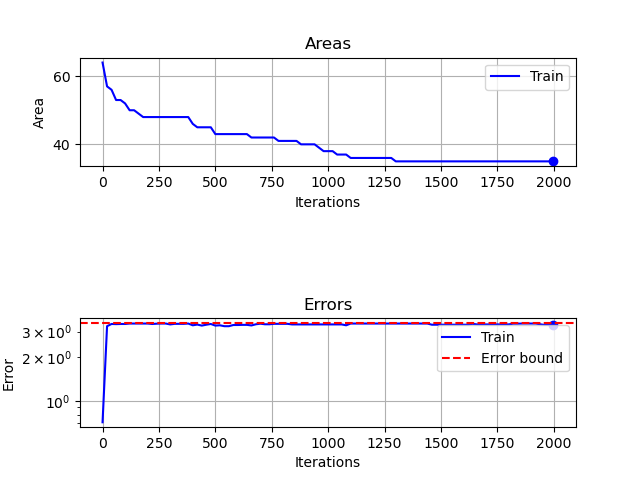 Areas
60
40
Area
Train
0 250 500 750 1000 1250 1500 1750 2000
Iterations
Errors
3 × 10⁰
2 × 10⁰
10⁰
Error
Train
Error bound
0 250 500 750 1000 1250 1500 1750 2000
Iterations